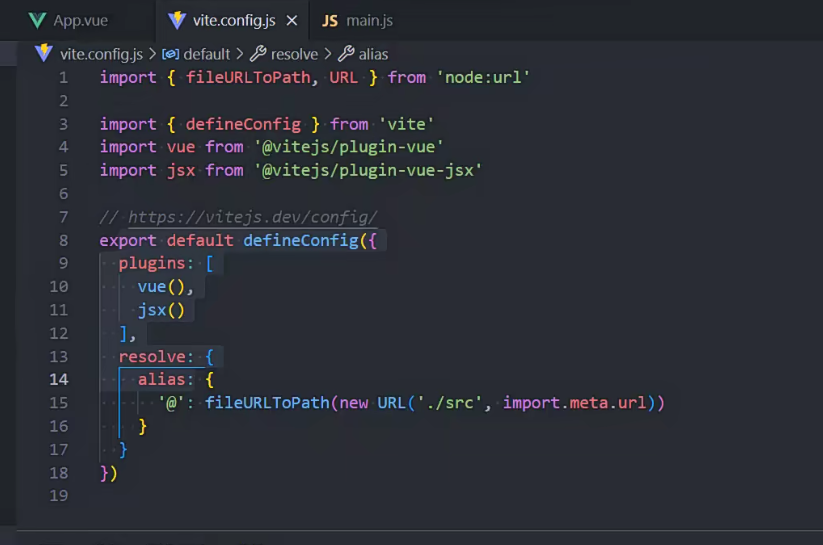 App.vue vite.config.js × JS main.js
vite.config.js > default > resolve > alias
1 import { fileURLToPath, URL } from 'node:url'
2
3 import { defineConfig } from 'vite'
4 import vue from '@vitejs/plugin-vue'
5 import jsx from '@vitejs/plugin-vue-jsx'
6
7 // https://vitejs.dev/config/
8 export default defineConfig({
9   plugins: [
10     vue(),
11     jsx()
12   ],
13   resolve: {
14     alias: {
15       '@': fileURLToPath(new URL('./src', import.meta.url))
16     }
17   }
18 })
19